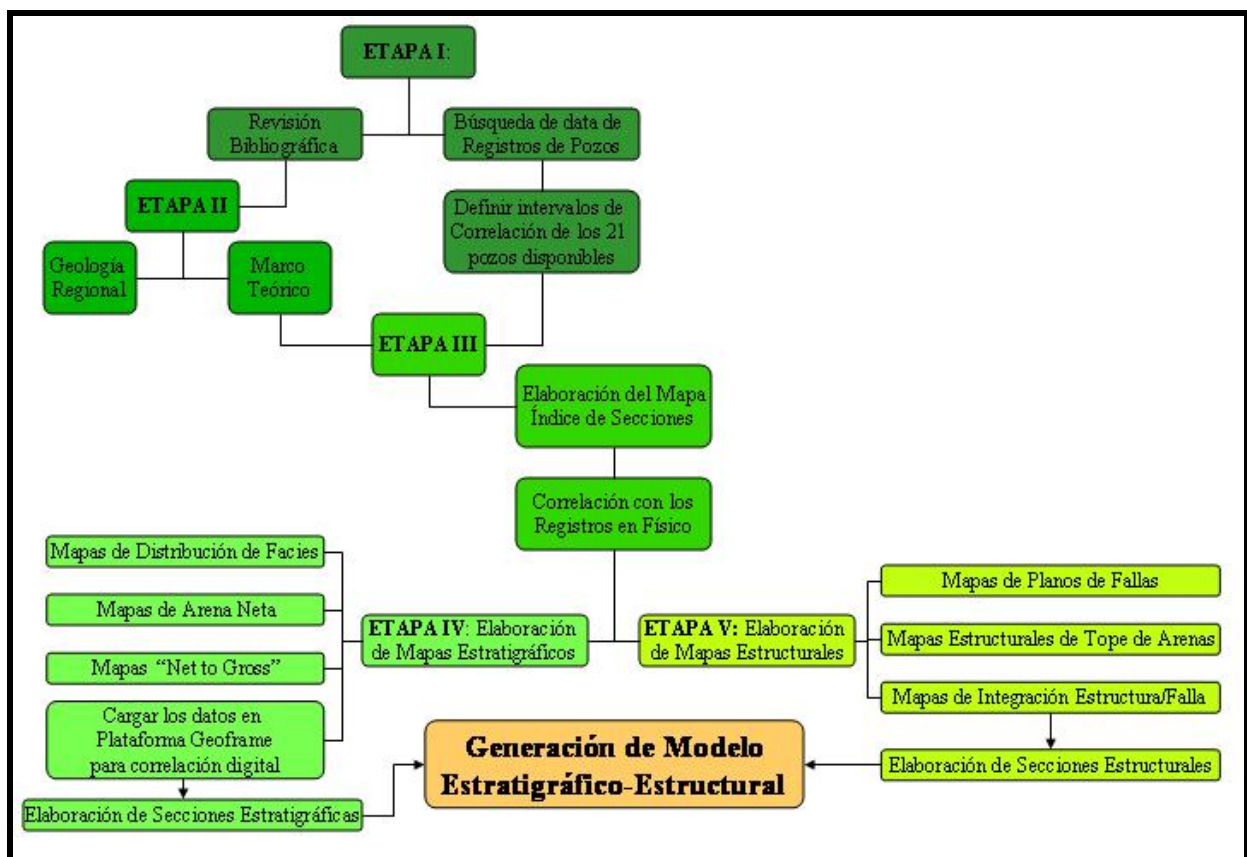 ETAPA I:
Revisión
Bibliográfica
Búsqueda de data de
Registros de Pozos
ETAPA II
Definir intervalos de
Correlación de los 21
pozos disponibles
Geología
Regional
Marco
Teórico
ETAPA III
Elaboración del Mapa
Índice de Secciones
Correlación con los
Registros en Físico
Mapas de Distribución de Facies
Mapas de Arena Neta
Mapas “Net to Gross”
Cargar los datos en
Plataforma Geoframe
para correlación digital
Elaboración de Secciones Estratigráficas
ETAPA IV: Elaboración
de Mapas Estratigráficos
ETAPA V: Elaboración
de Mapas Estructurales
Mapas de Planos de Fallas
Mapas Estructurales de Tope de Arenas
Mapas de Integración Estructura/Falla
Elaboración de Secciones Estructurales
Generación de Modelo
Estratigráfico-Estructural